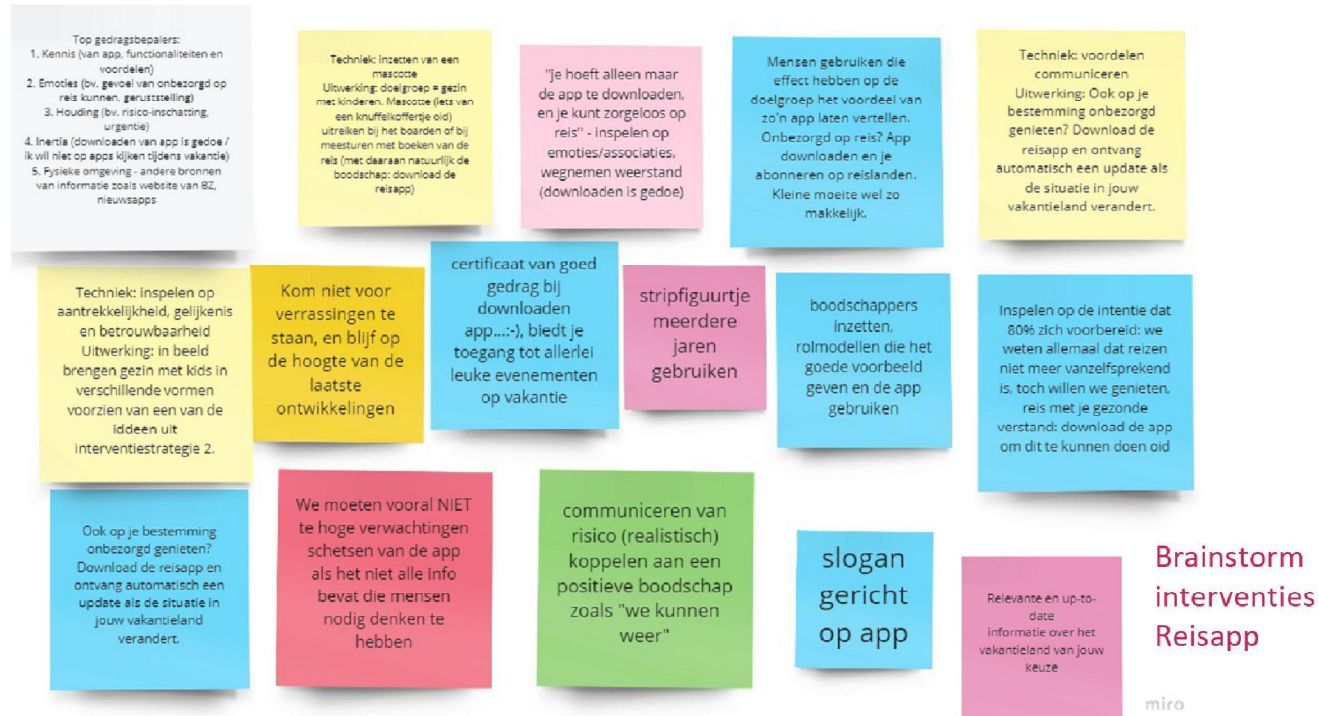 Top gedragsbepalers:
1. Kennis (van app, functionaliteiten en
voordelen)
2. Emoties (bv. gevoel van onbezorgd op
reis kunnen, geruststelling)
3. Houding (bv. risico-inschatting,
urgentie)
4. Inertia (downloaden van app is gedoe /
ik wil niet op apps kijken tijdens vakantie)
5. Fysieke omgeving - andere bronnen
van informatie zoals website van BZ,
nieuwsapps
Techniek: inzetten van een
mascotte
Uitwerking: doelgroep = gezin
met kinderen. Mascotte (iets van
een knuffelkoffertje oid)
uitreiken bij het boarden of bij
meesturen met boeken van de
reis (met daaraan natuurlijk de
boodschap: download de
reisapp)
"je hoeft alleen maar
de app te downloaden,
en je kunt zorgeloos op
reis" - inspelen op
emoties/associaties,
wegnemen weerstand
(downloaden is gedoe)
Mensen gebruiken die
effect hebben op de
doelgroep het voordeel van
zo'n app laten vertellen.
Onbezorgd op reis? App
downloaden en je
abonneren op reislanden.
Kleine moeite wel zo
makkelijk.
Techniek: voordelen
communiceren
Uitwerking: Ook op je
bestemming onbezorgd
genieten? Download de
reisapp en ontvang
automatisch een update als
de situatie in jouw
vakantieland verandert.
Techniek: inspelen op
aantrekkelijkheid, gelijkenis
en betrouwbaarheid
Uitwerking: in beeld
brengen gezin met kids in
verschillende vormen
voorzien van een van de
iddeen uit
interventiestrategie 2.
Kom niet voor
verrassingen te
staan, en blijf op
de hoogte van de
laatste
ontwikkelingen
certificaat van goed
gedrag bij
downloaden
app...:-), biedt je
toegang tot allerlei
leuke evenementen
op vakantie
stripfiguurtje
meerdere
jaren
gebruiken
boodschappers
inzetten,
rolmodellen die het
goede voorbeeld
geven en de app
gebruiken
Inspelen op de intentie dat
80% zich voorbereid: we
weten allemaal dat reizen
niet meer vanzelfsprekend
is, toch willen we genieten,
reis met je gezonde
verstand: download de app
om dit te kunnen doen oid
Ook op je bestemming
onbezorgd genieten?
Download de reisapp en
ontvang automatisch een
update als de situatie in
jouw vakantieland
verandert.
We moeten vooral NIET
te hoge verwachtingen
schetsen van de app
als het niet alle info
bevat die mensen
nodig denken te
hebben
communiceren van
risico (realistisch)
koppelen aan een
positieve boodschap
zoals "we kunnen
weer"
slogan
gericht
op app
Relevante en up-to-
date
informatie over het
vakantieland van jouw
keuze
Brainstorm
interventies
Reisapp
miro